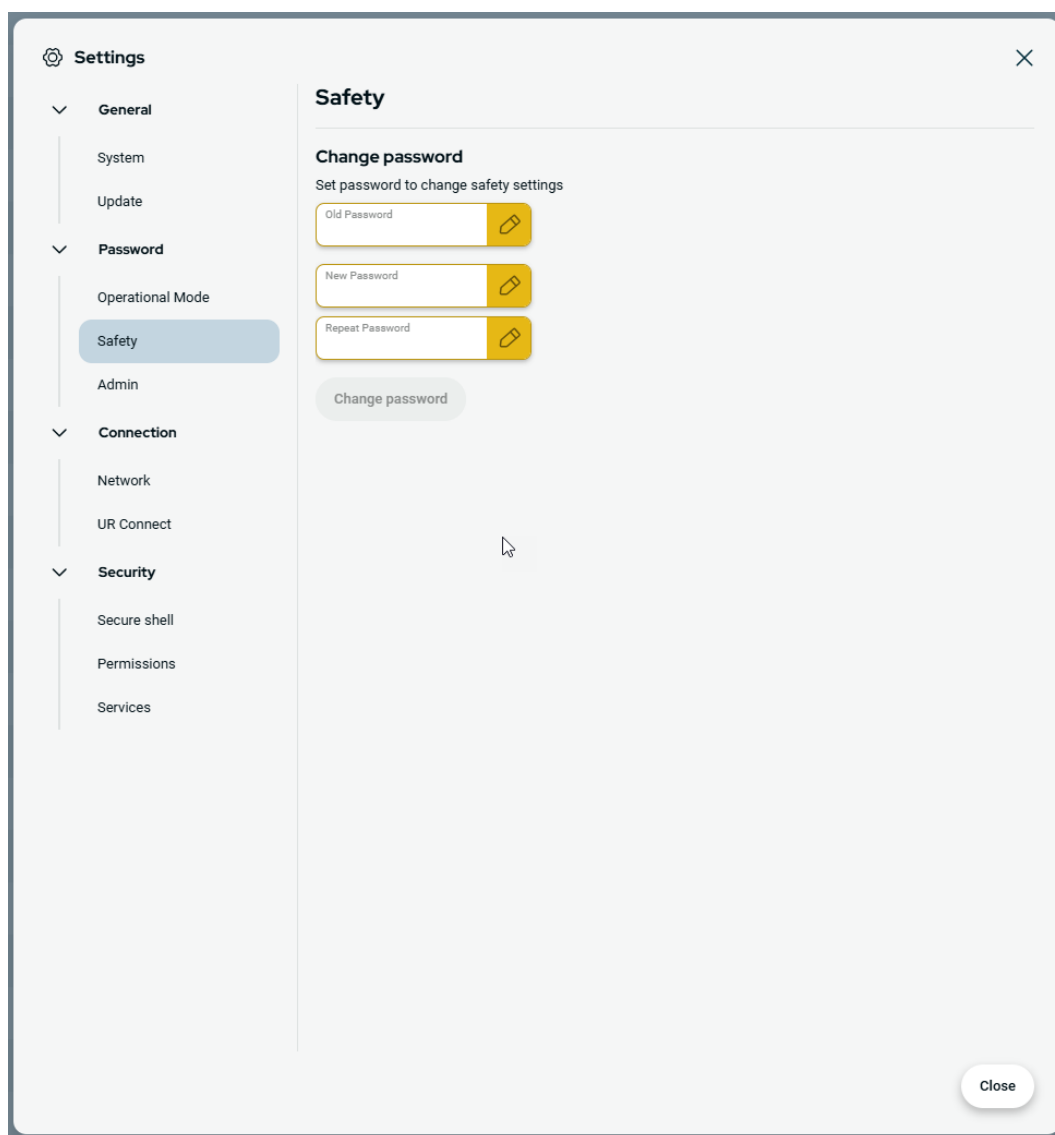 Settings
General
System
Update
Password
Operational Mode
Safety
Admin
Connection
Network
UR Connect
Security
Secure shell
Permissions
Services
Safety
Change password
Set password to change safety settings
Old Password
New Password
Repeat Password
Change password
Close